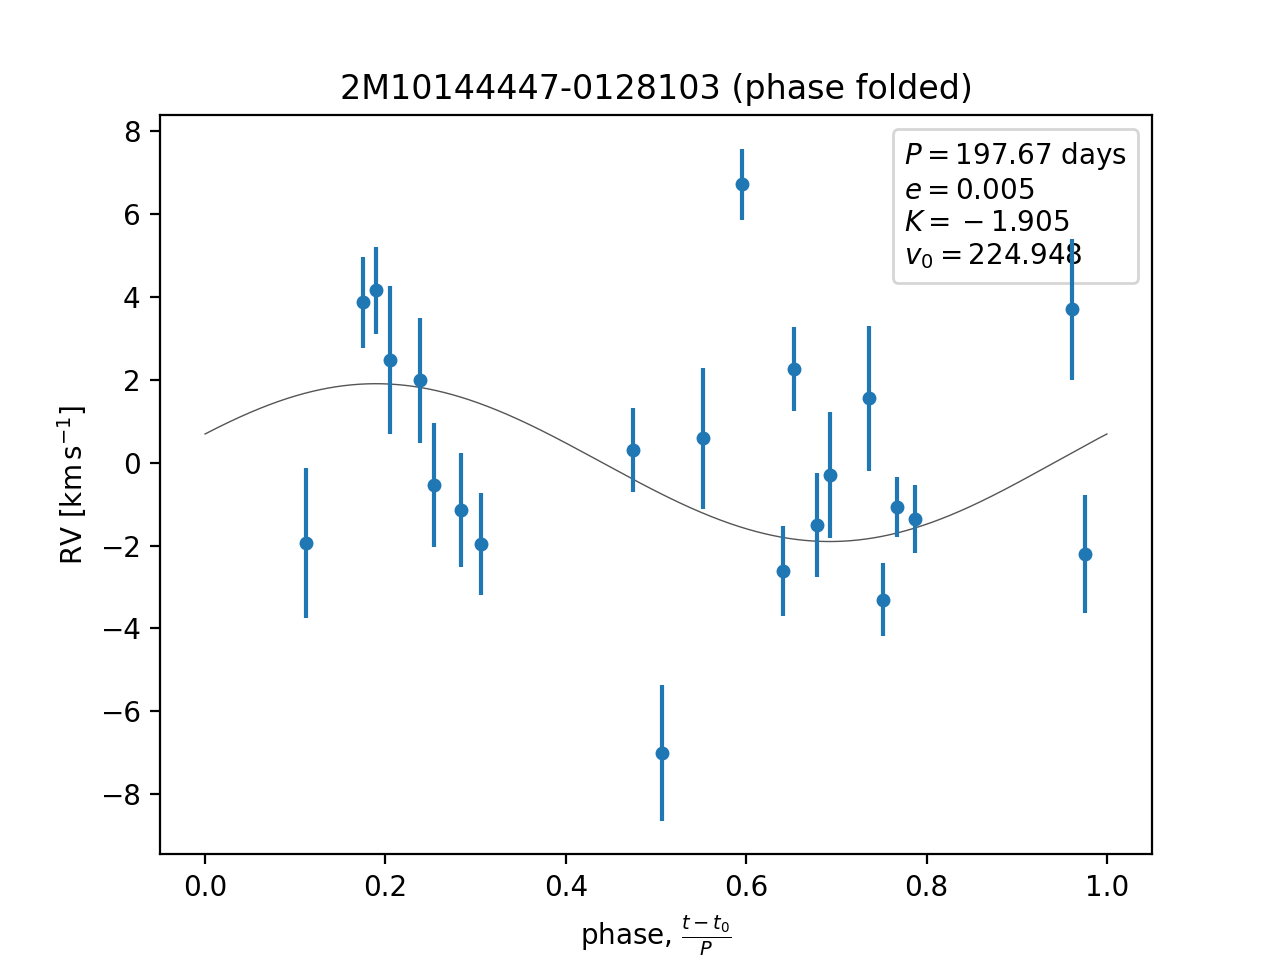 2M10144447-0128103 (phase folded)
P = 197.67 days
e = 0.005
K = −1.905
v₀ = 224.948
RV [km s⁻¹]
8
6
4
2
0
−2
−4
−6
−8
0.0 0.2 0.4 0.6 0.8 1.0
phase, (t − t₀)/P